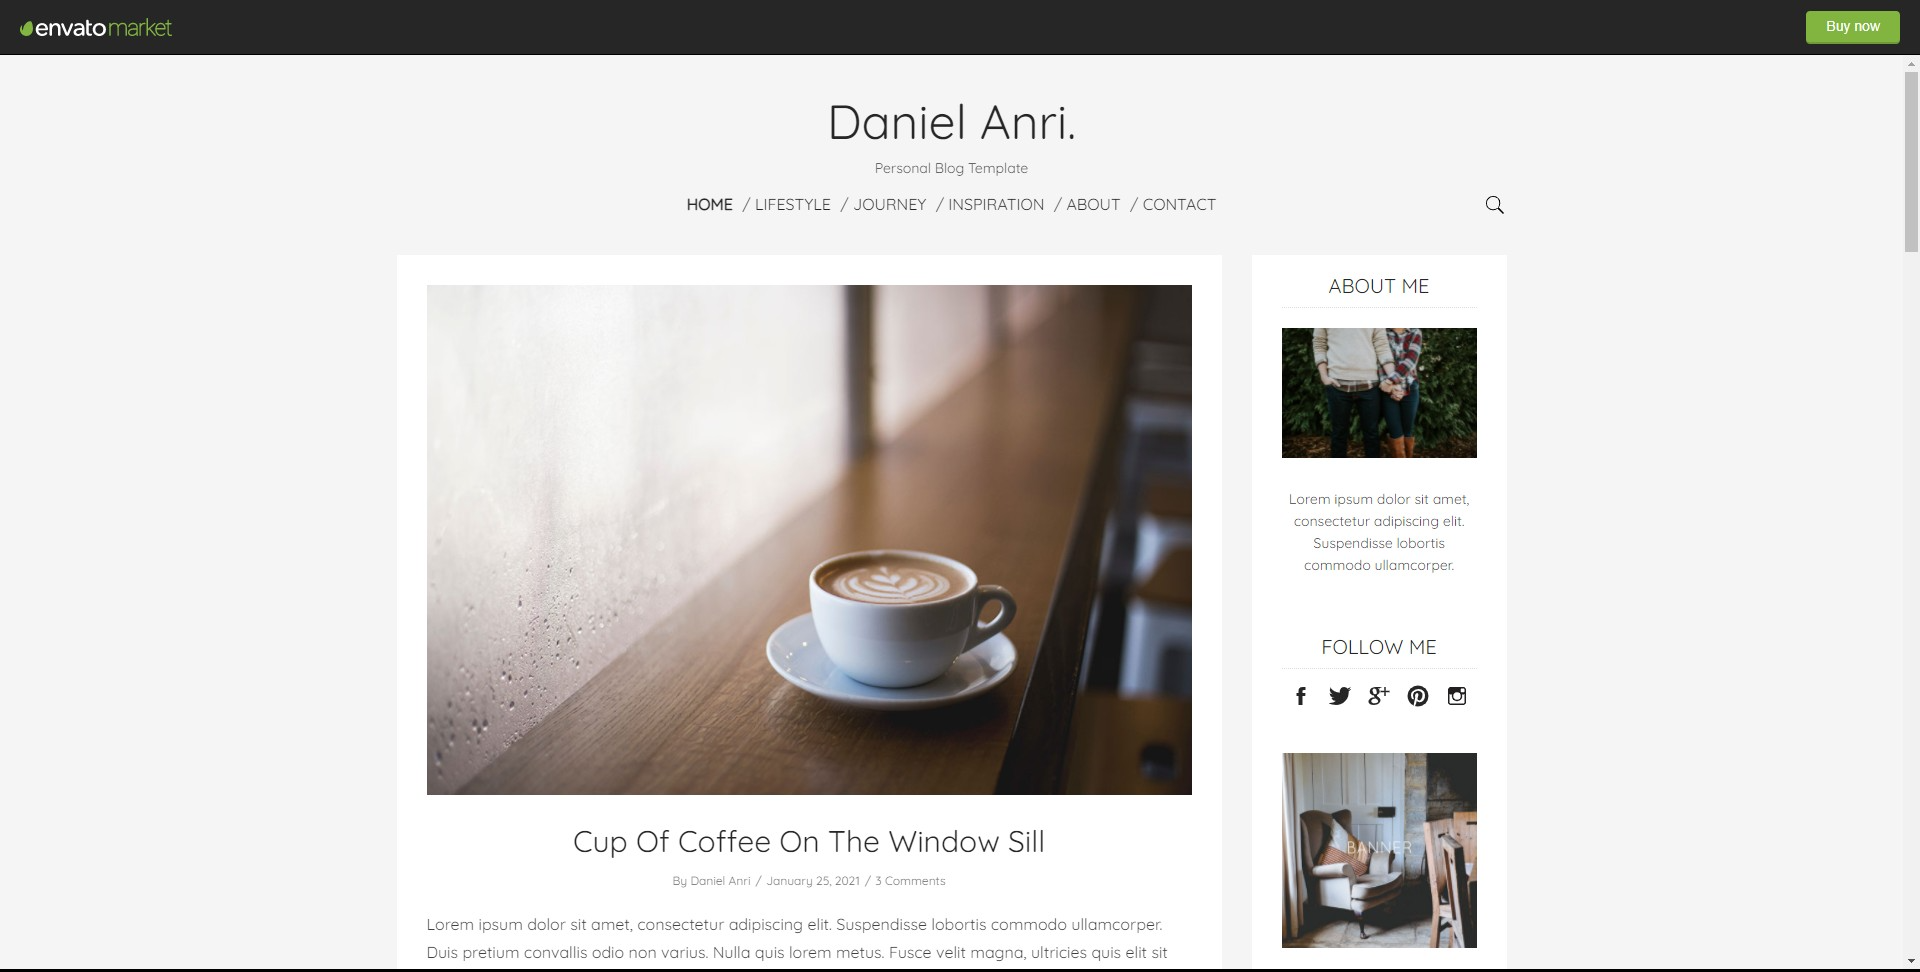 envato market
Buy now
Daniel Anri.
Personal Blog Template
HOME / LIFESTYLE / JOURNEY / INSPIRATION / ABOUT / CONTACT
ABOUT ME
Lorem ipsum dolor sit amet,
consectetur adipiscing elit.
Suspendisse lobortis
commodo ullamcorper.
FOLLOW ME
BANNER
Cup Of Coffee On The Window Sill
By Daniel Anri / January 25, 2021 / 3 Comments
Lorem ipsum dolor sit amet, consectetur adipiscing elit. Suspendisse lobortis commodo ullamcorper.
Duis pretium convallis odio non varius. Nulla quis lorem metus. Fusce velit magna, ultricies quis elit sit